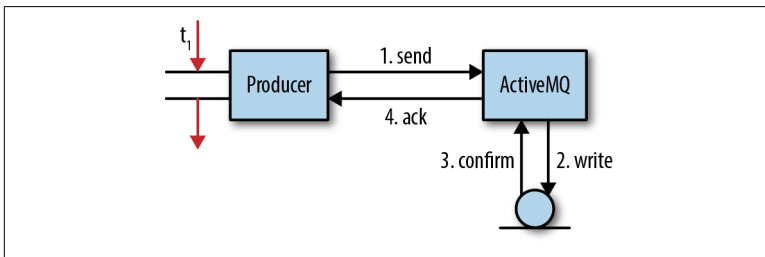 t1
1. send
Producer
ActiveMQ
4. ack
3. confirm
2. write